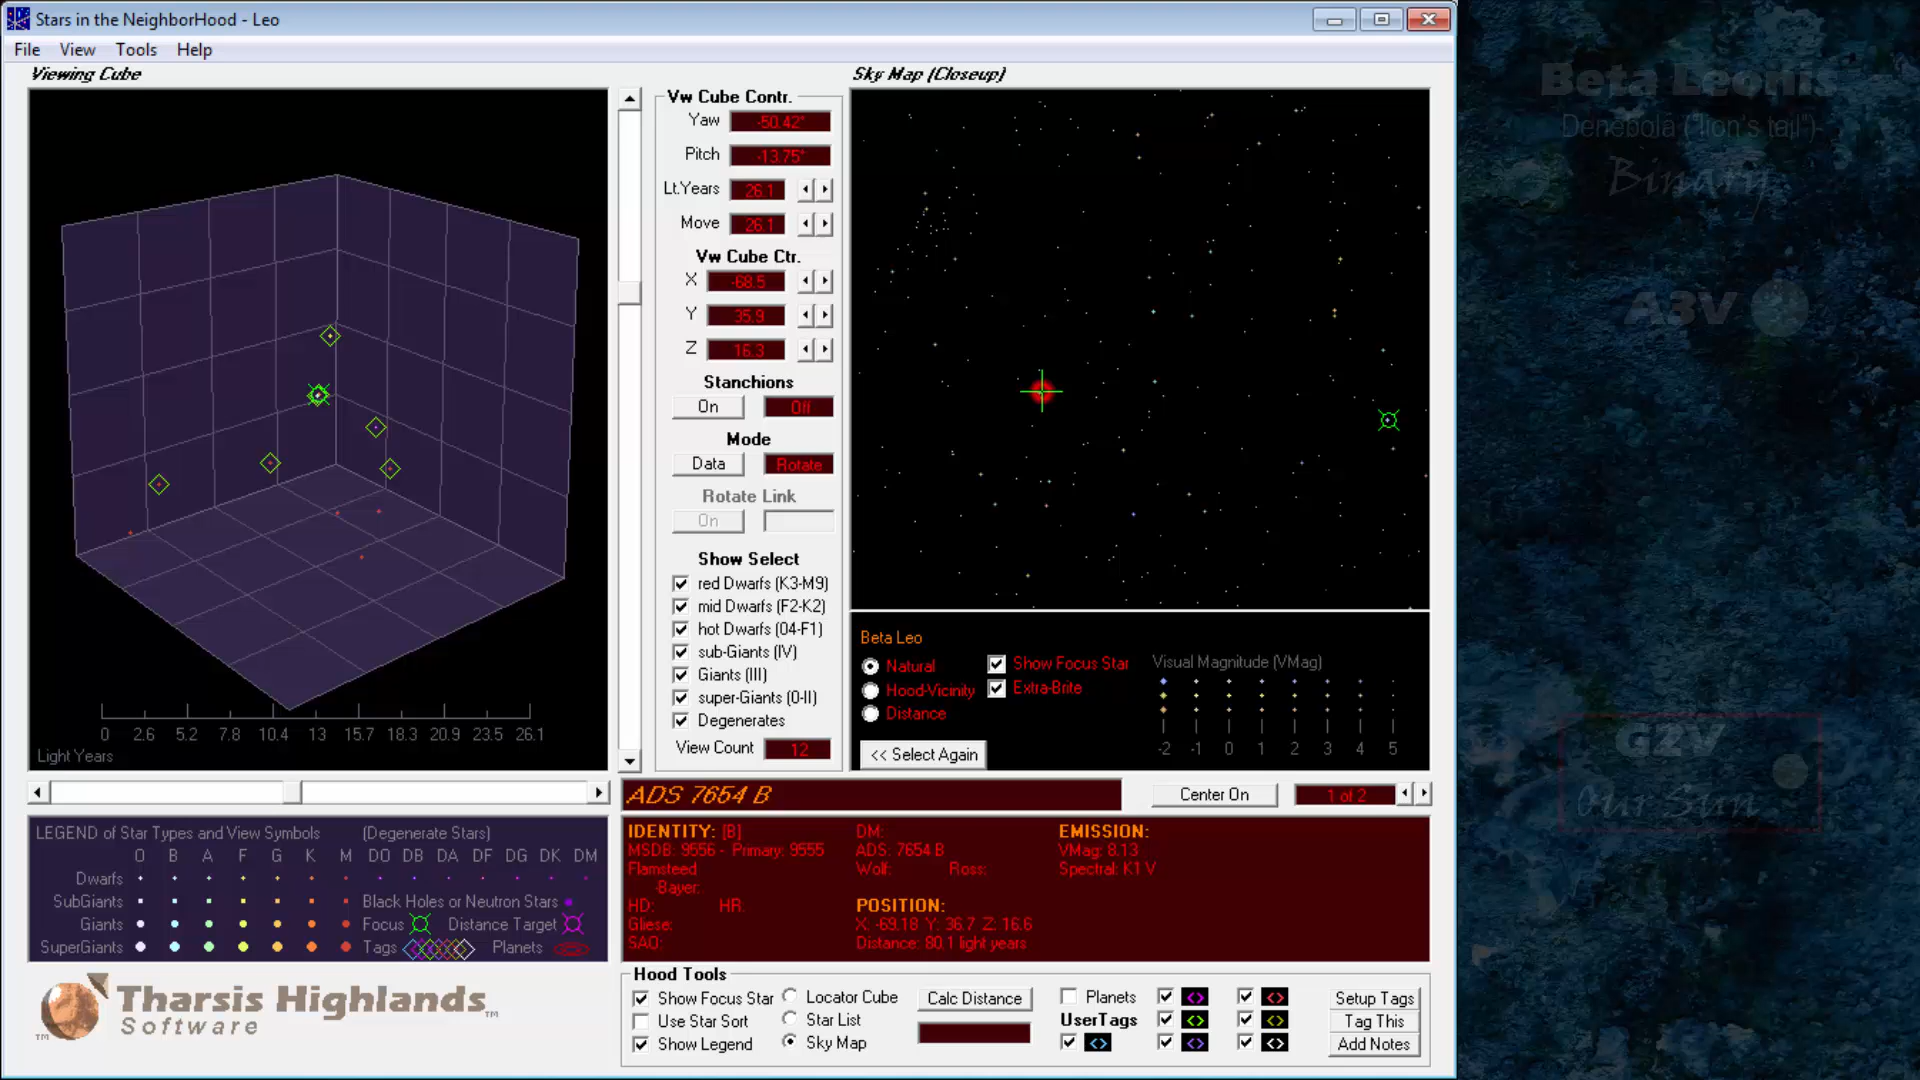 Stars in the NeighborHood - Leo
File View Tools Help
Viewing Cube
Light Years
0 2.6 5.2 7.8 10.4 13 15.7 18.3 20.9 23.5 26.1
Vw Cube Contr.
Yaw -50.42°
Pitch -13.75°
Lt.Years 26.1
Move 26.1
Vw Cube Ctr.
X -68.5
Y 35.9
Z 16.3
Stanchions
On Off
Mode
Data Rotate
Rotate Link
On
Show Select
red Dwarfs (K3-M9)
mid Dwarfs (F2-K2)
hot Dwarfs (O4-F1)
sub-Giants (IV)
Giants (III)
super-Giants (0-II)
Degenerates
View Count 12
Sky Map (Closeup)
Beta Leo
Natural
Hood-Vicinity
Distance
Show Focus Star
Extra-Brite
Visual Magnitude (VMag)
-2 -1 0 1 2 3 4 5
<< Select Again
ADS 7654 B
Center On
1 of 2
LEGEND of Star Types and View Symbols (Degenerate Stars)
O B A F G K M DO DB DA DF DG DK DM
Dwarfs
SubGiants Black Holes or Neutron Stars
Giants Focus Distance Target
SuperGiants Tags Planets
IDENTITY: [B]
MSDB: 9556 - Primary: 9555
Flamsteed
-Bayer:
HD: HR:
Gliese:
SAO:
DM:
ADS: 7654 B
Wolf: Ross:
POSITION:
X: -69.18 Y: 36.7 Z: 16.6
Distance: 80.1 light years
EMISSION:
VMag: 8.13
Spectral: K1 V
Tharsis Highlands TM
Software
TM
Hood Tools
Show Focus Star
Use Star Sort
Show Legend
Locator Cube
Star List
Sky Map
Calc Distance
Planets
UserTags
Setup Tags
Tag This
Add Notes
Beta Leonis
Denebola ("lion's tail")
Binary
A3V
G2V
Our Sun